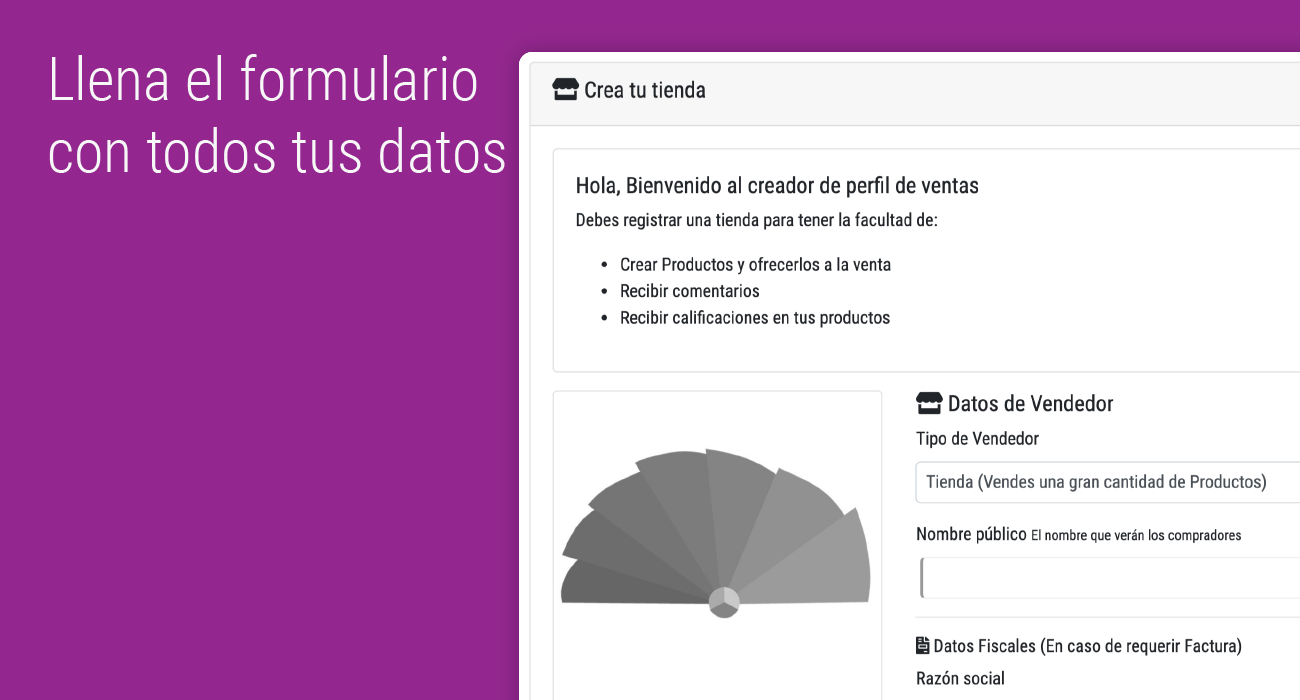 Llena el formulario
con todos tus datos
Crea tu tienda
Hola, Bienvenido al creador de perfil de ventas
Debes registrar una tienda para tener la facultad de:
• Crear Productos y ofrecerlos a la venta
• Recibir comentarios
• Recibir calificaciones en tus productos
Datos de Vendedor
Tipo de Vendedor
Tienda (Vendes una gran cantidad de Productos)
Nombre público El nombre que verán los compradores
Datos Fiscales (En caso de requerir Factura)
Razón social